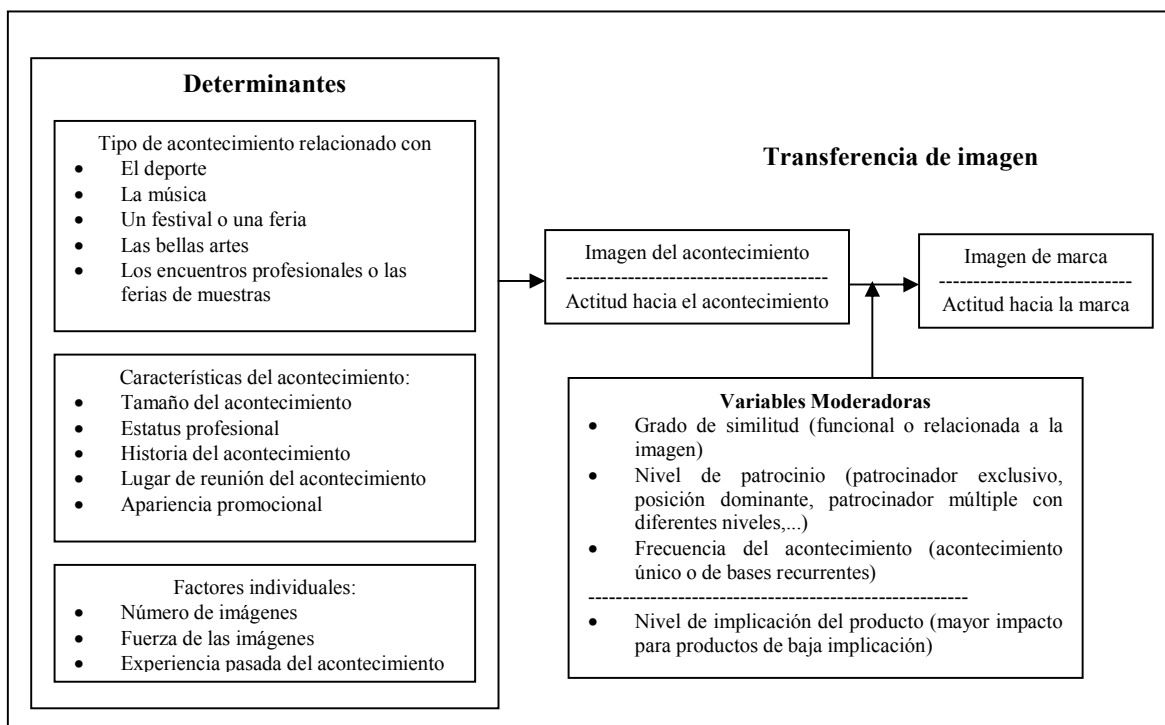 Determinantes
Tipo de acontecimiento relacionado con
• El deporte
• La música
• Un festival o una feria
• Las bellas artes
• Los encuentros profesionales o las
ferias de muestras
Características del acontecimiento:
• Tamaño del acontecimiento
• Estatus profesional
• Historia del acontecimiento
• Lugar de reunión del acontecimiento
• Apariencia promocional
Factores individuales:
• Número de imágenes
• Fuerza de las imágenes
• Experiencia pasada del acontecimiento
Transferencia de imagen
Imagen del acontecimiento
--------------------------------------
Actitud hacia el acontecimiento
Imagen de marca
----------------------------
Actitud hacia la marca
Variables Moderadoras
• Grado de similitud (funcional o relacionada a la
imagen)
• Nivel de patrocinio (patrocinador exclusivo,
posición dominante, patrocinador múltiple con
diferentes niveles,...)
• Frecuencia del acontecimiento (acontecimiento
único o de bases recurrentes)
-------------------------------------------------------
• Nivel de implicación del producto (mayor impacto
para productos de baja implicación)